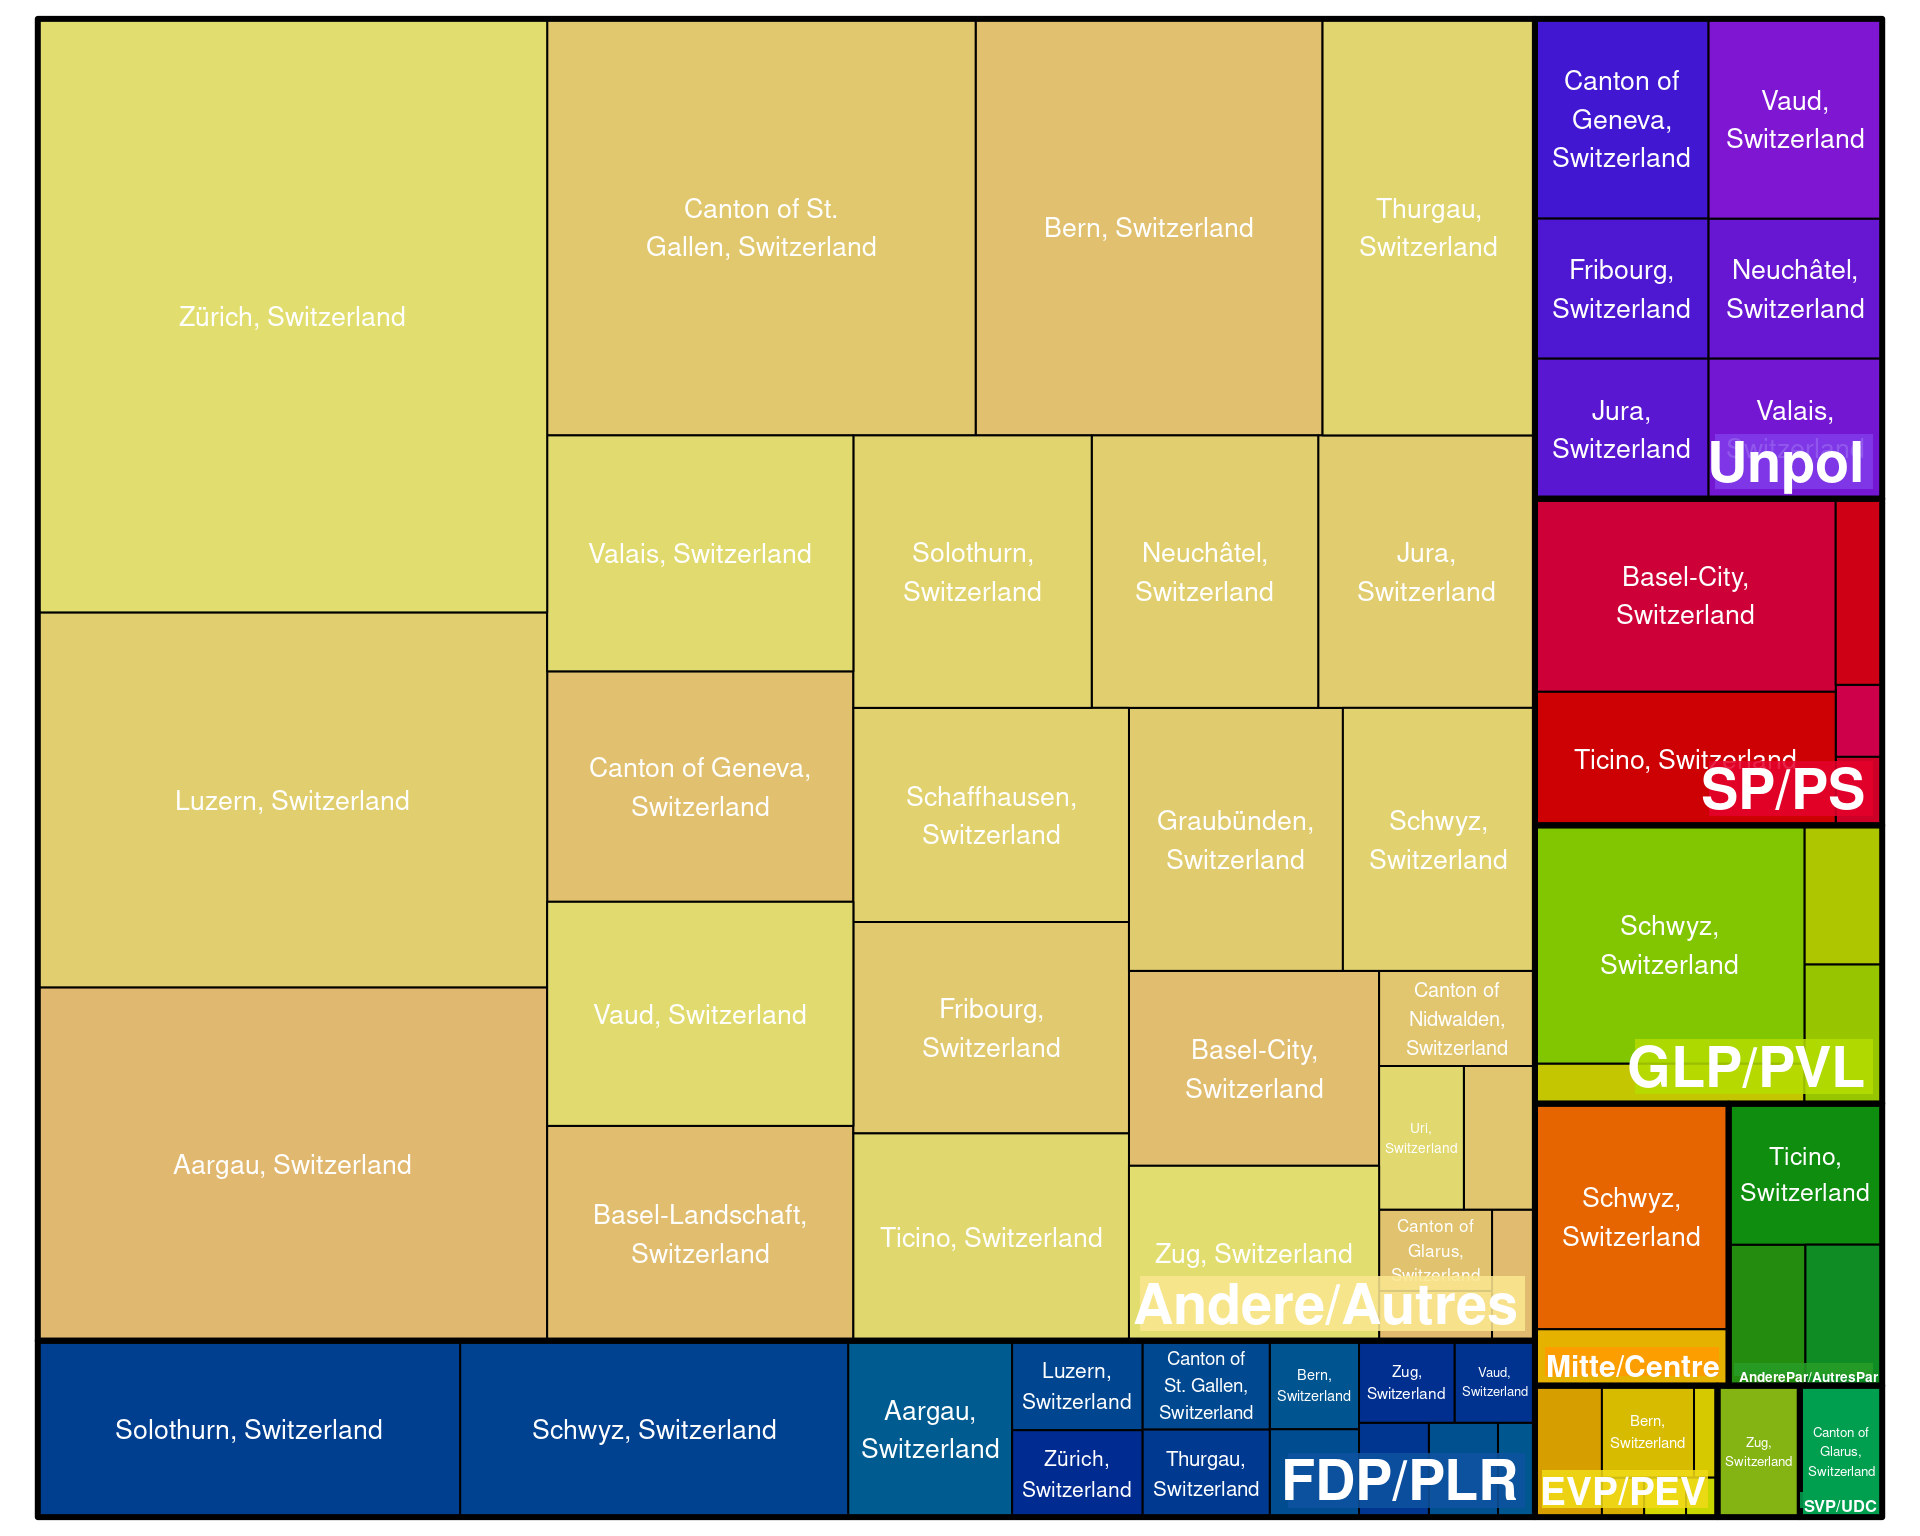 Zürich, Switzerland
Luzern, Switzerland
Aargau, Switzerland
Canton of St.
Gallen, Switzerland
Bern, Switzerland
Thurgau,
Switzerland
Valais, Switzerland
Canton of Geneva,
Switzerland
Vaud, Switzerland
Basel-Landschaft,
Switzerland
Solothurn,
Switzerland
Neuchâtel,
Switzerland
Jura,
Switzerland
Schaffhausen,
Switzerland
Fribourg,
Switzerland
Ticino, Switzerland
Graubünden,
Switzerland
Schwyz,
Switzerland
Basel-City,
Switzerland
Zug, Switzerland
Canton of
Nidwalden,
Switzerland
Uri,
Switzerland
Canton of
Glarus,
Switzerland
Andere/Autres
Solothurn, Switzerland
Schwyz, Switzerland
Aargau,
Switzerland
Luzern,
Switzerland
Zürich,
Switzerland
Canton of
St. Gallen,
Switzerland
Thurgau,
Switzerland
Bern,
Switzerland
Zug,
Switzerland
Vaud,
Switzerland
FDP/PLR
Canton of
Geneva,
Switzerland
Vaud,
Switzerland
Fribourg,
Switzerland
Neuchâtel,
Switzerland
Jura,
Switzerland
Valais,
Switzerland
Unpol
Basel-City,
Switzerland
Ticino, Switzerland
SP/PS
Schwyz,
Switzerland
GLP/PVL
Schwyz,
Switzerland
Mitte/Centre
Ticino,
Switzerland
AnderePar/AutresPar
Bern,
Switzerland
EVP/PEV
Zug,
Switzerland
Canton of
Glarus,
Switzerland
SVP/UDC